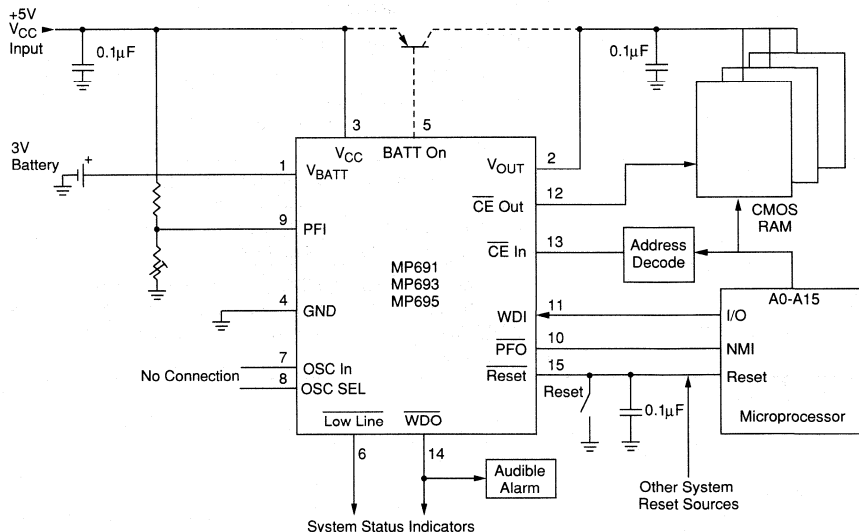 +5V
VCC
Input
0.1µF
0.1µF
3
5
3V
Battery
+
1
VCC
BATT On
VBATT
VOUT
2
12
CE Out
CMOS
RAM
9
PFI
13
CE In
Address
Decode
MP691
MP693
MP695
A0-A15
4
GND
11
WDI
I/O
10
PFO
NMI
7
OSC In
15
Reset
Reset
No Connection
8
OSC SEL
Reset
0.1µF
Microprocessor
Low Line
WDO
6
14
Audible
Alarm
Other System
Reset Sources
System Status Indicators